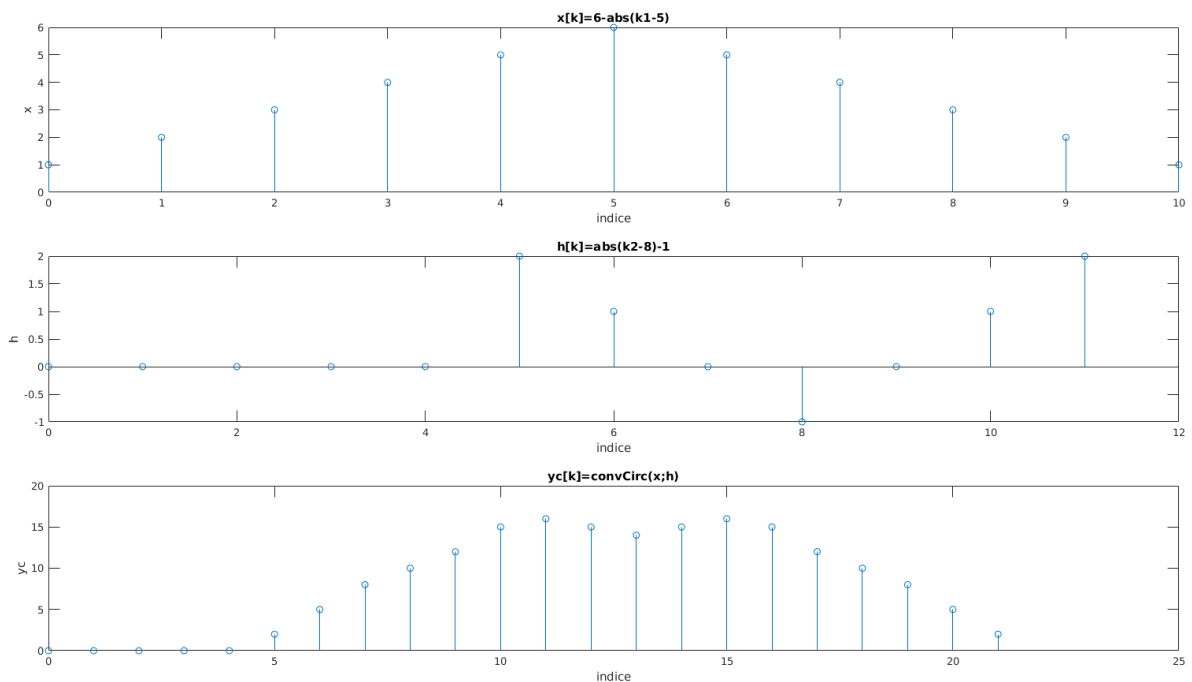 x[k]=6-abs(k1-5)
6
5
4
3
2
1
0
x
0 1 2 3 4 5 6 7 8 9 10
indice
h[k]=abs(k2-8)-1
2
1.5
1
0.5
0
-0.5
-1
h
0 2 4 6 8 10 12
indice
yc[k]=convCirc(x;h)
20
15
10
5
0
yc
0 5 10 15 20 25
indice